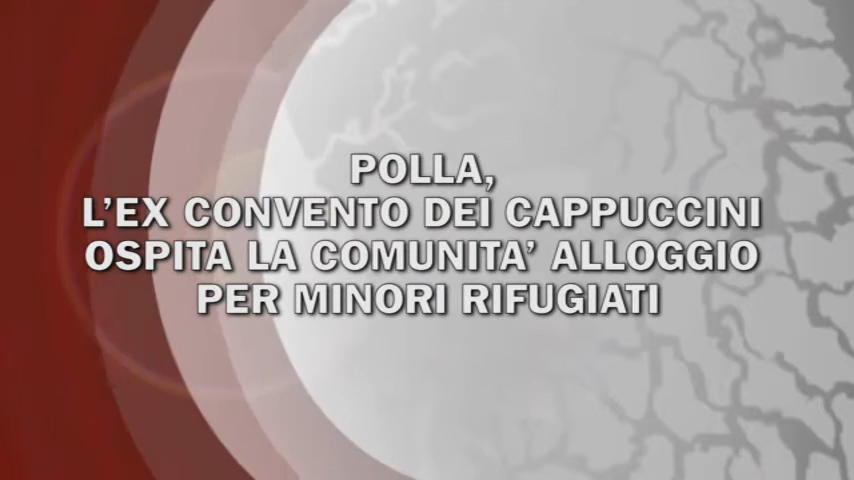 POLLA,
L'EX CONVENTO DEI CAPPUCCINI
OSPITA LA COMUNITA' ALLOGGIO
PER MINORI RIFUGIATI